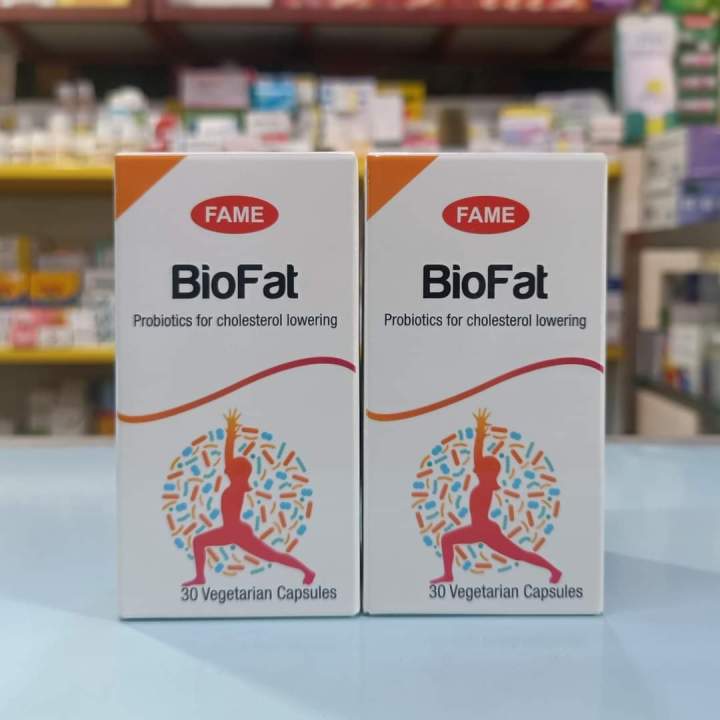 FAME
BioFat
Probiotics for cholesterol lowering
30 Vegetarian Capsules
FAME
BioFat
Probiotics for cholesterol lowering
30 Vegetarian Capsules